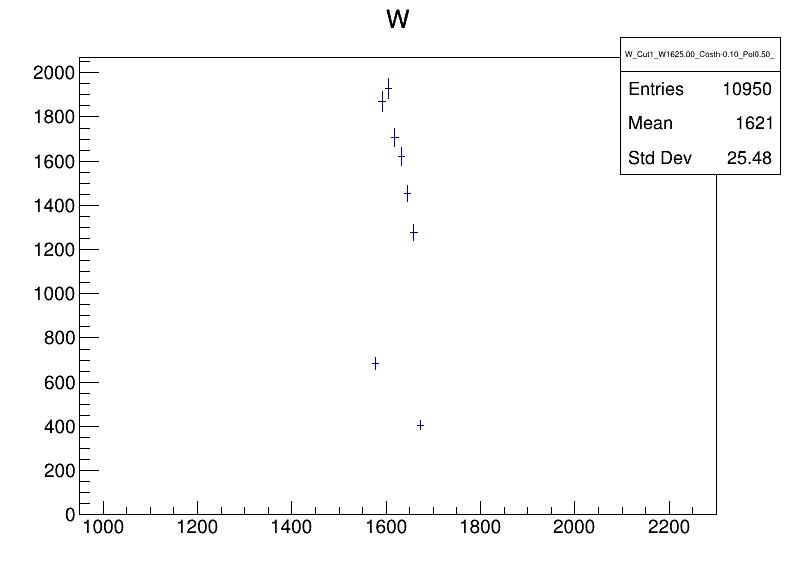 W
W_Cut1_W1625.00_Costh-0.10_Pol0.50_
Entries 10950
Mean 1621
Std Dev 25.48
2000
1800
1600
1400
1200
1000
800
600
400
200
0
1000 1200 1400 1600 1800 2000 2200